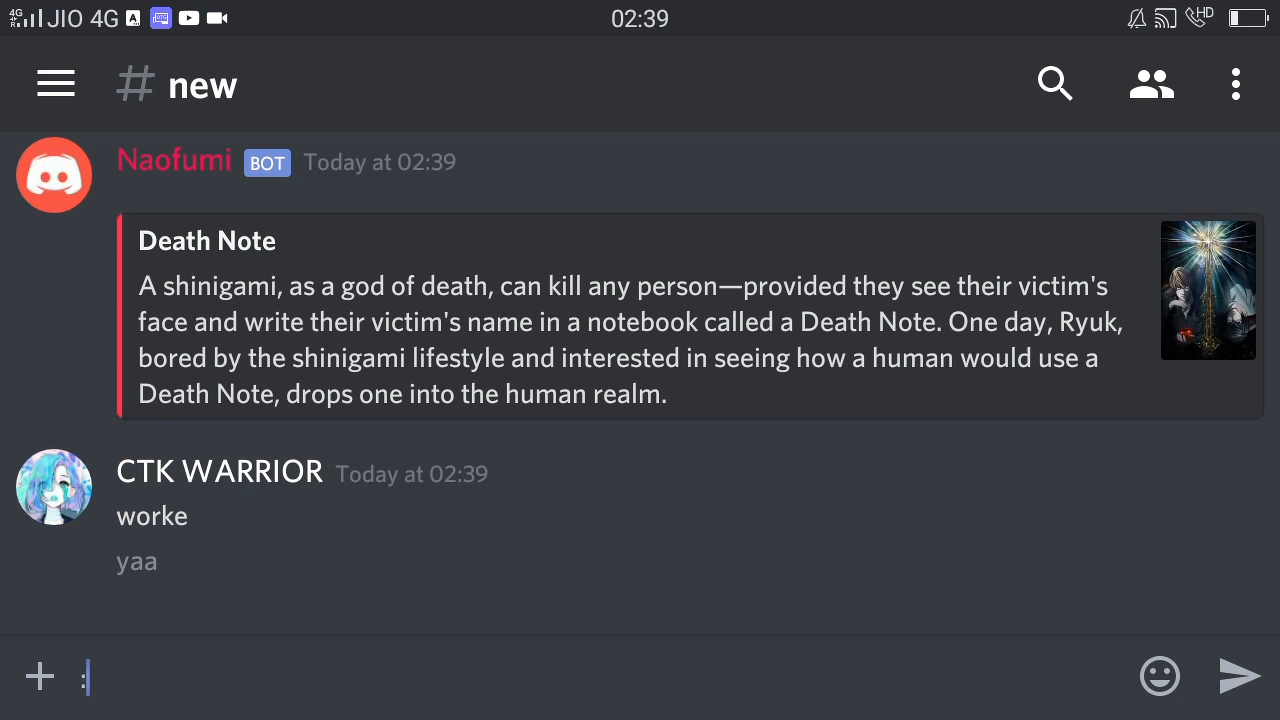 4G R JIO 4G A 02:39 HD
# new
Naofumi BOT Today at 02:39
Death Note
A shinigami, as a god of death, can kill any person—provided they see their victim's
face and write their victim's name in a notebook called a Death Note. One day, Ryuk,
bored by the shinigami lifestyle and interested in seeing how a human would use a
Death Note, drops one into the human realm.
CTK WARRIOR Today at 02:39
worke
yaa
: